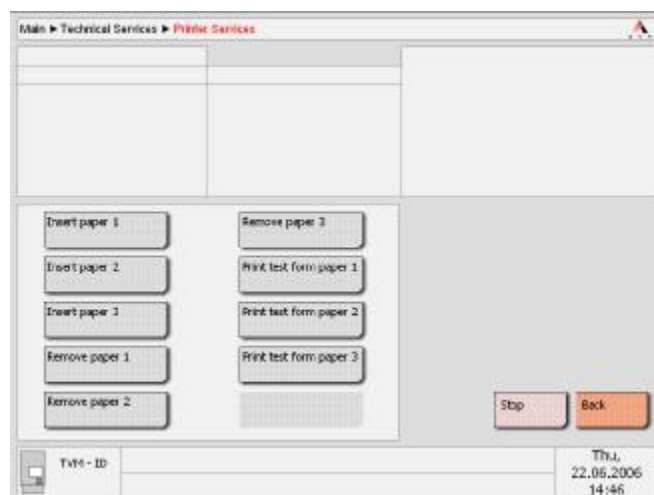 Main ▶ Technical Services ▶ Printer Services
Insert paper 1
Remove paper 3
Insert paper 2
Print test form paper 1
Insert paper 3
Print test form paper 2
Remove paper 1
Print test form paper 3
Remove paper 2
Stop
Back
TVM - ID
Thu,
22.06.2006
14:46